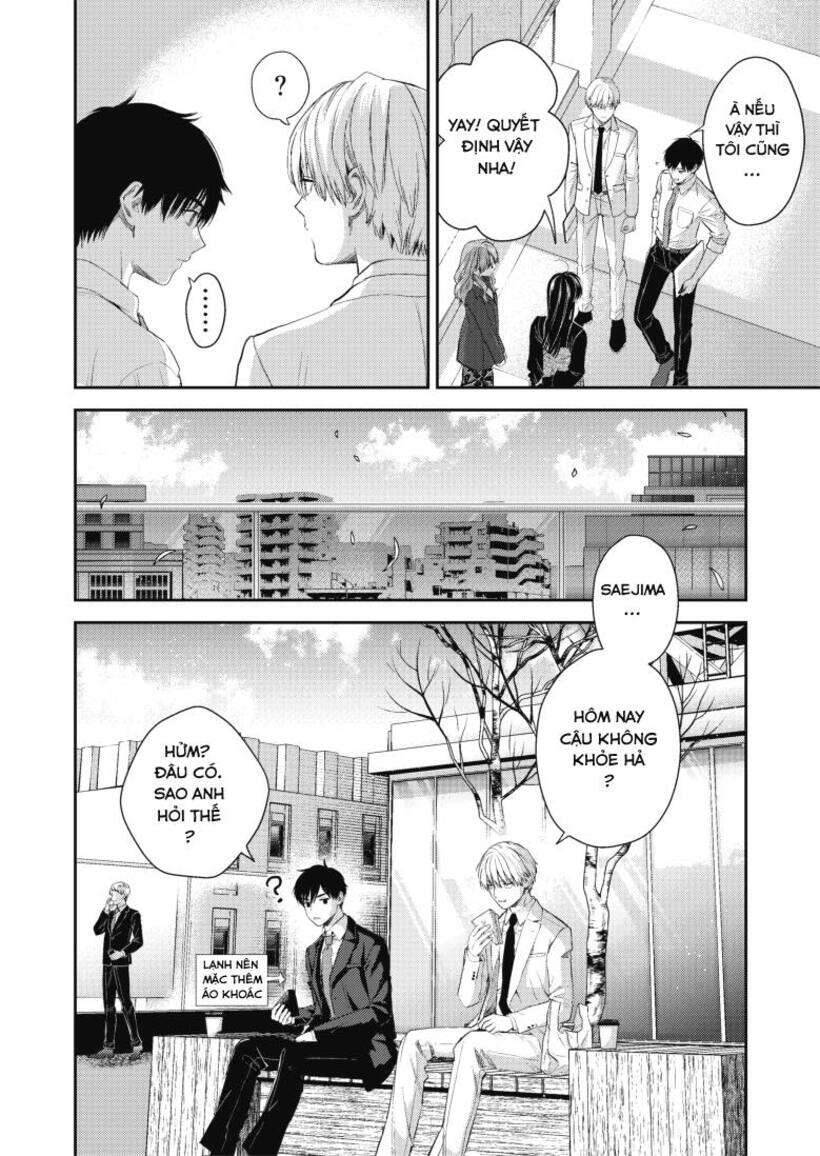 À NẾU
VẬY THÌ
TÔI CŨNG
...
YAY! QUYẾT
ĐỊNH VẬY
NHA!
?
......
SAEJIMA
...
HÔM NAY
CẬU KHÔNG
KHỎE HẢ
?
HỬM?
ĐÂU CÓ.
SAO ANH
HỎI THẾ
?
?
LẠNH NÊN
MẶC THÊM
ÁO KHOÁC